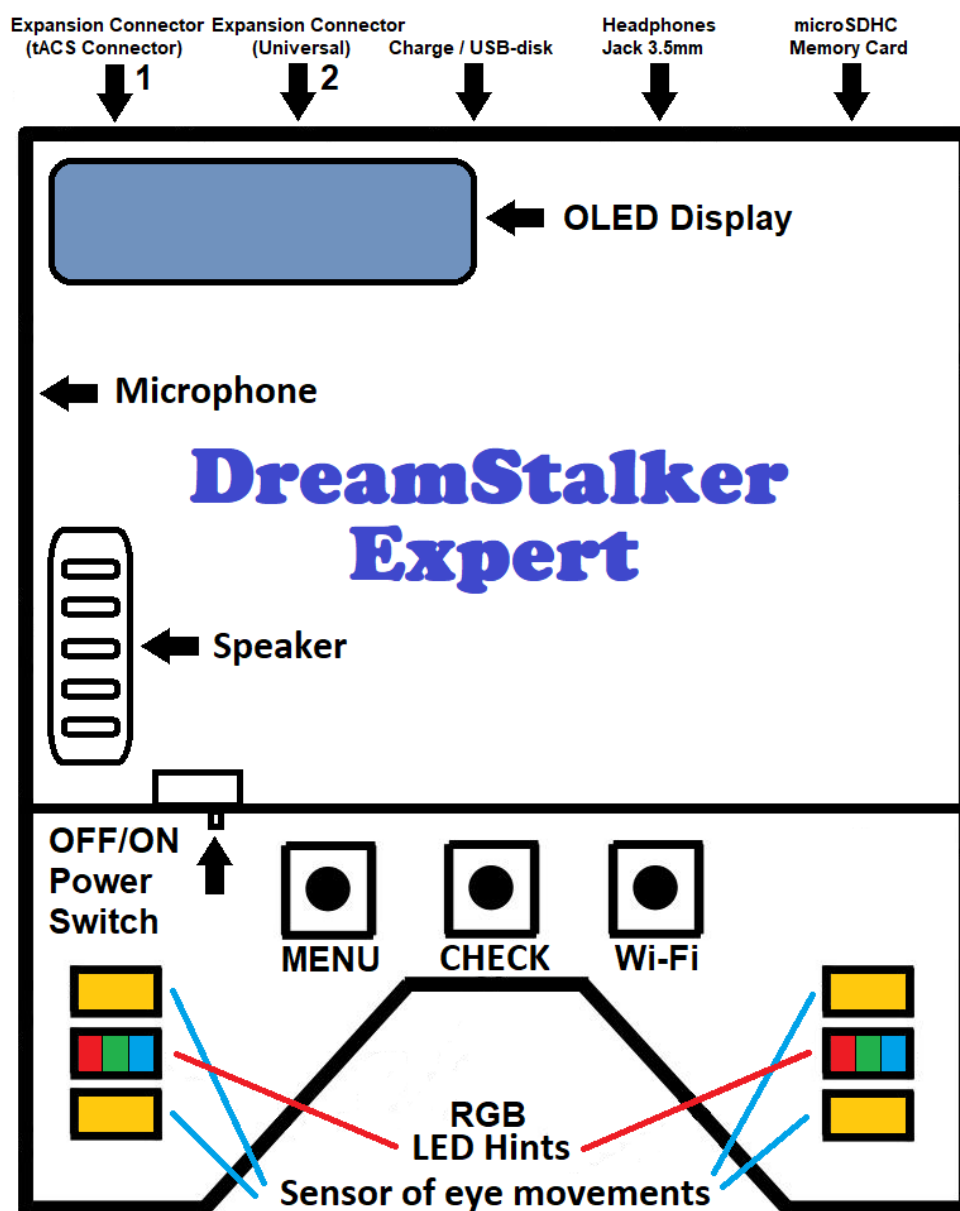 Expansion Connector
(tACS Connector)
1
Expansion Connector
(Universal)
2
Charge / USB-disk
Headphones
Jack 3.5mm
microSDHC
Memory Card
OLED Display
Microphone
DreamStalker
Expert
Speaker
OFF/ON
Power
Switch
MENU
CHECK
Wi-Fi
RGB
LED Hints
Sensor of eye movements